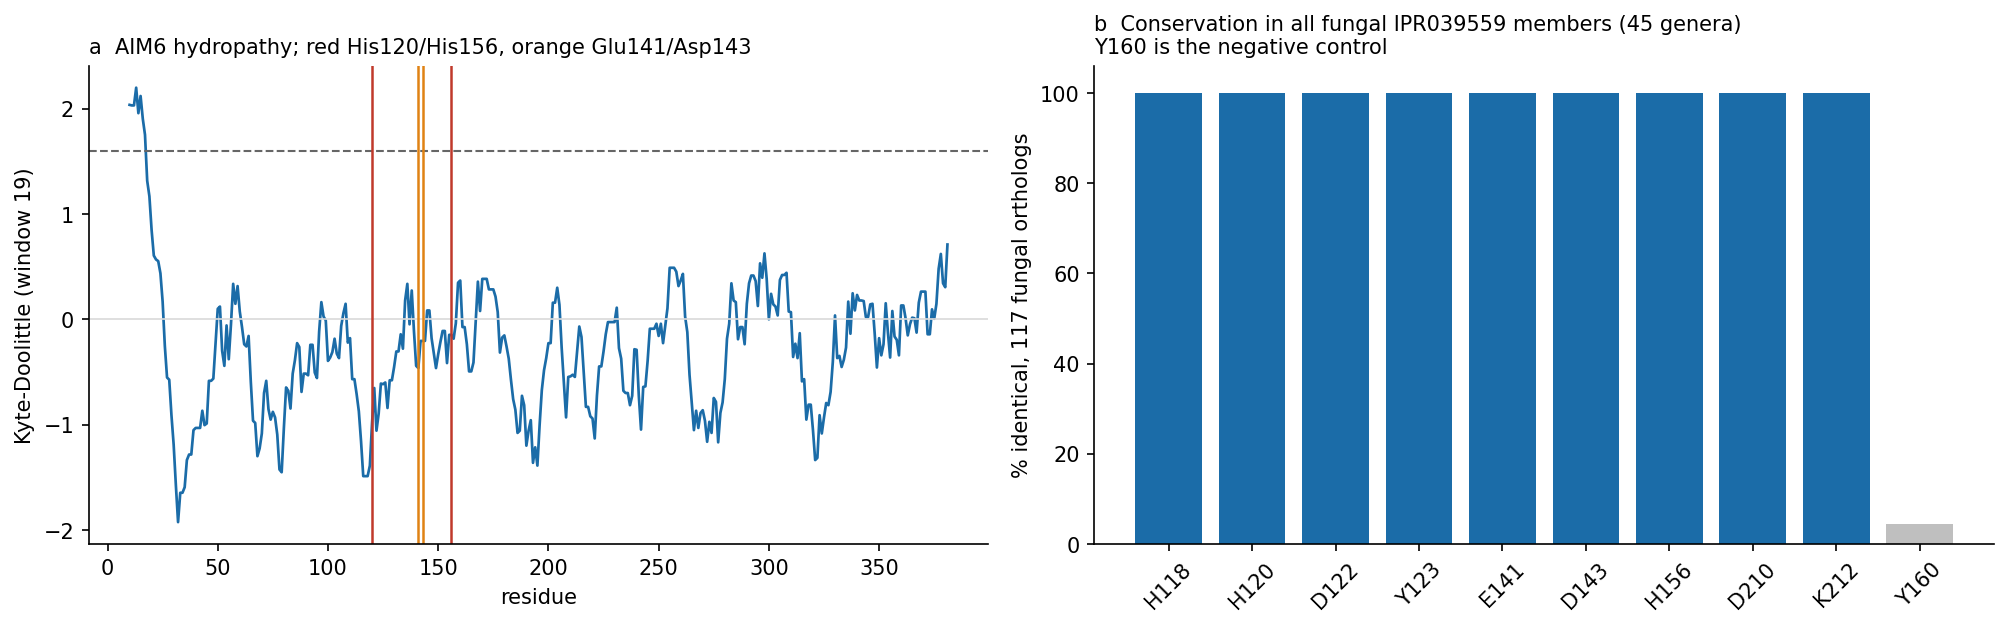 a  AIM6 hydropathy; red His120/His156, orange Glu141/Asp143
Kyte-Doolittle (window 19)
2
1
0
−1
−2
0 50 100 150 200 250 300 350
residue
b  Conservation in all fungal IPR039559 members (45 genera)
Y160 is the negative control
% identical, 117 fungal orthologs
100
80
60
40
20
0
H118 H120 D122 Y123 E141 D143 H156 D210 K212 Y160